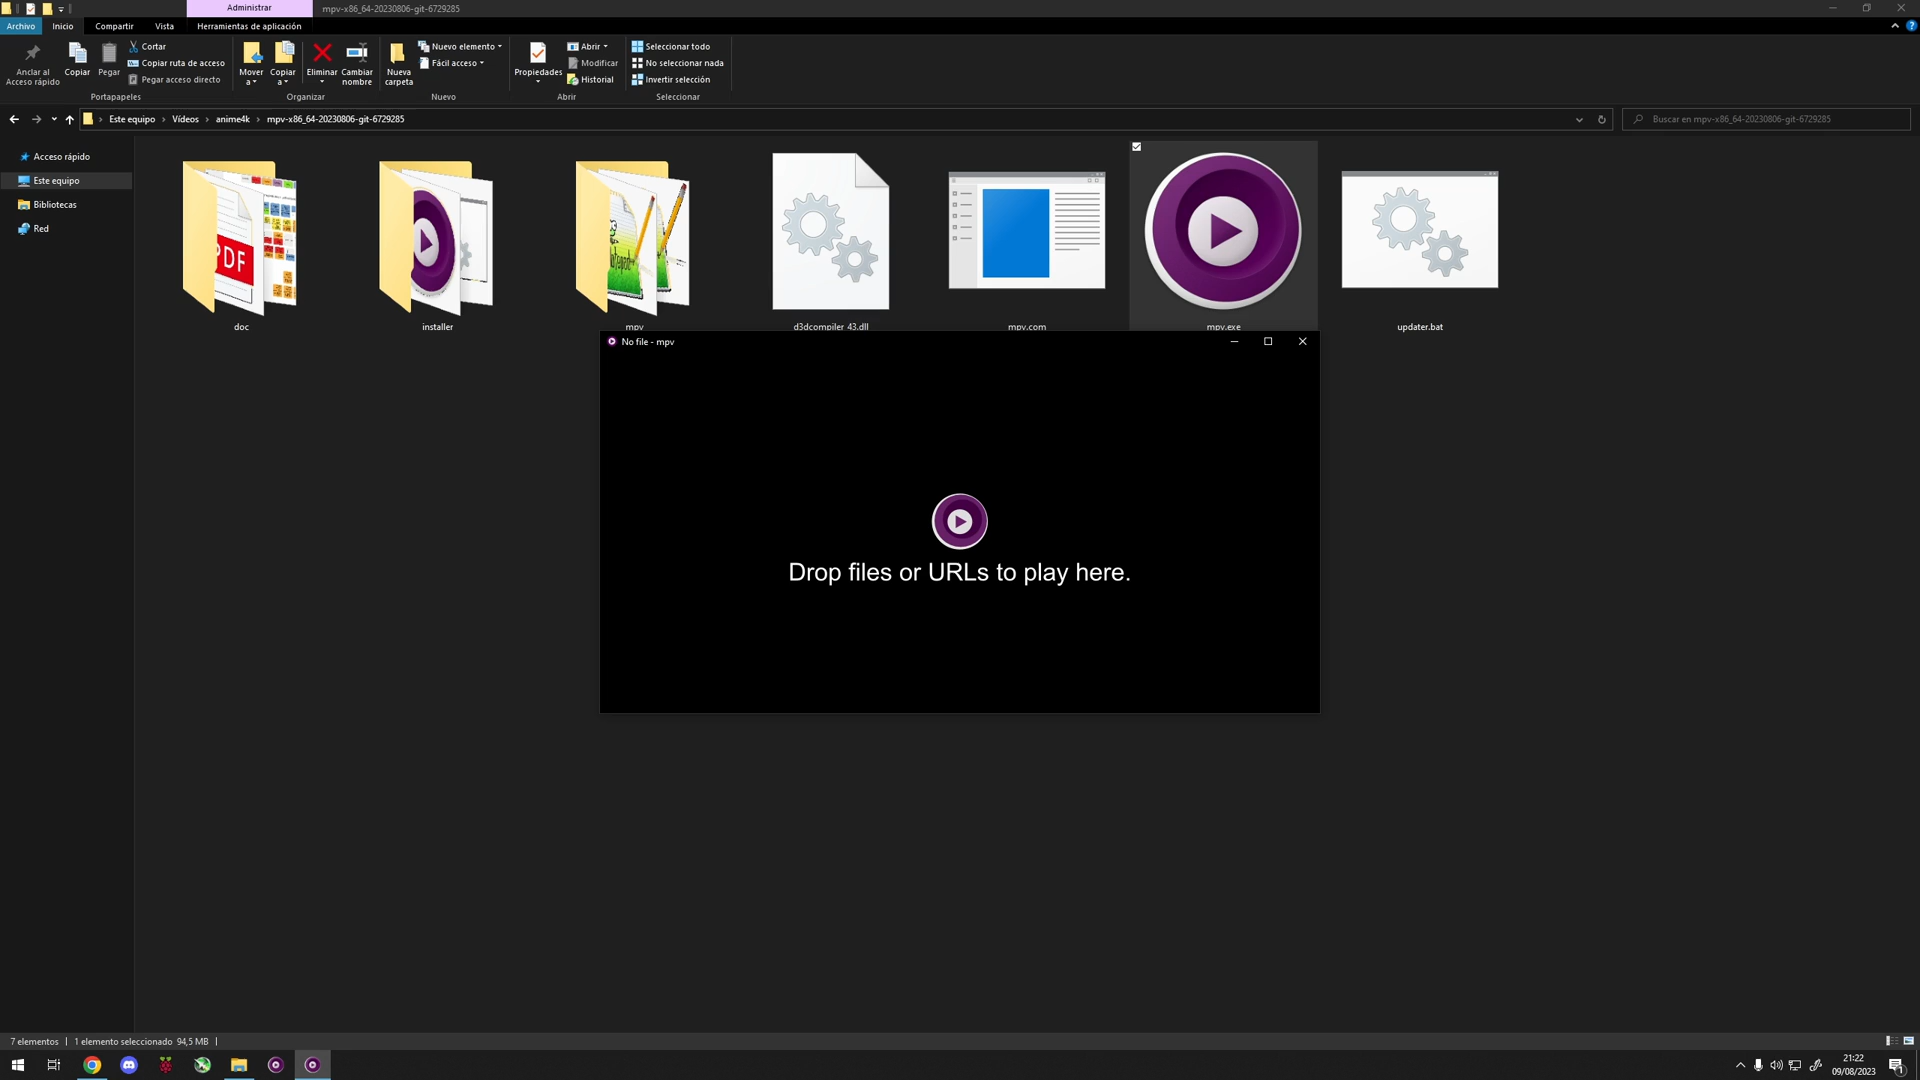 Administrar
mpv-x86_64-20230806-git-6729285
Archivo
Inicio
Compartir
Vista
Herramientas de aplicación
Anclar al
Acceso rápido
Copiar
Pegar
Cortar
Copiar ruta de acceso
Pegar acceso directo
Portapapeles
Mover
a
Copiar
a
Eliminar
Cambiar
nombre
Organizar
Nueva
carpeta
Nuevo elemento
Fácil acceso
Nuevo
Propiedades
Abrir
Modificar
Historial
Abrir
Seleccionar todo
No seleccionar nada
Invertir selección
Seleccionar
Este equipo
Vídeos
anime4k
mpv-x86_64-20230806-git-6729285
Buscar en mpv-x86_64-20230806-git-6729285
Acceso rápido
Este equipo
Bibliotecas
Red
PDF
doc
installer
mpv
d3dcompiler_43.dll
mpv.com
mpv.exe
updater.bat
No file - mpv
Drop files or URLs to play here.
7 elementos
1 elemento seleccionado 94,5 MB
21:22
09/08/2023
1